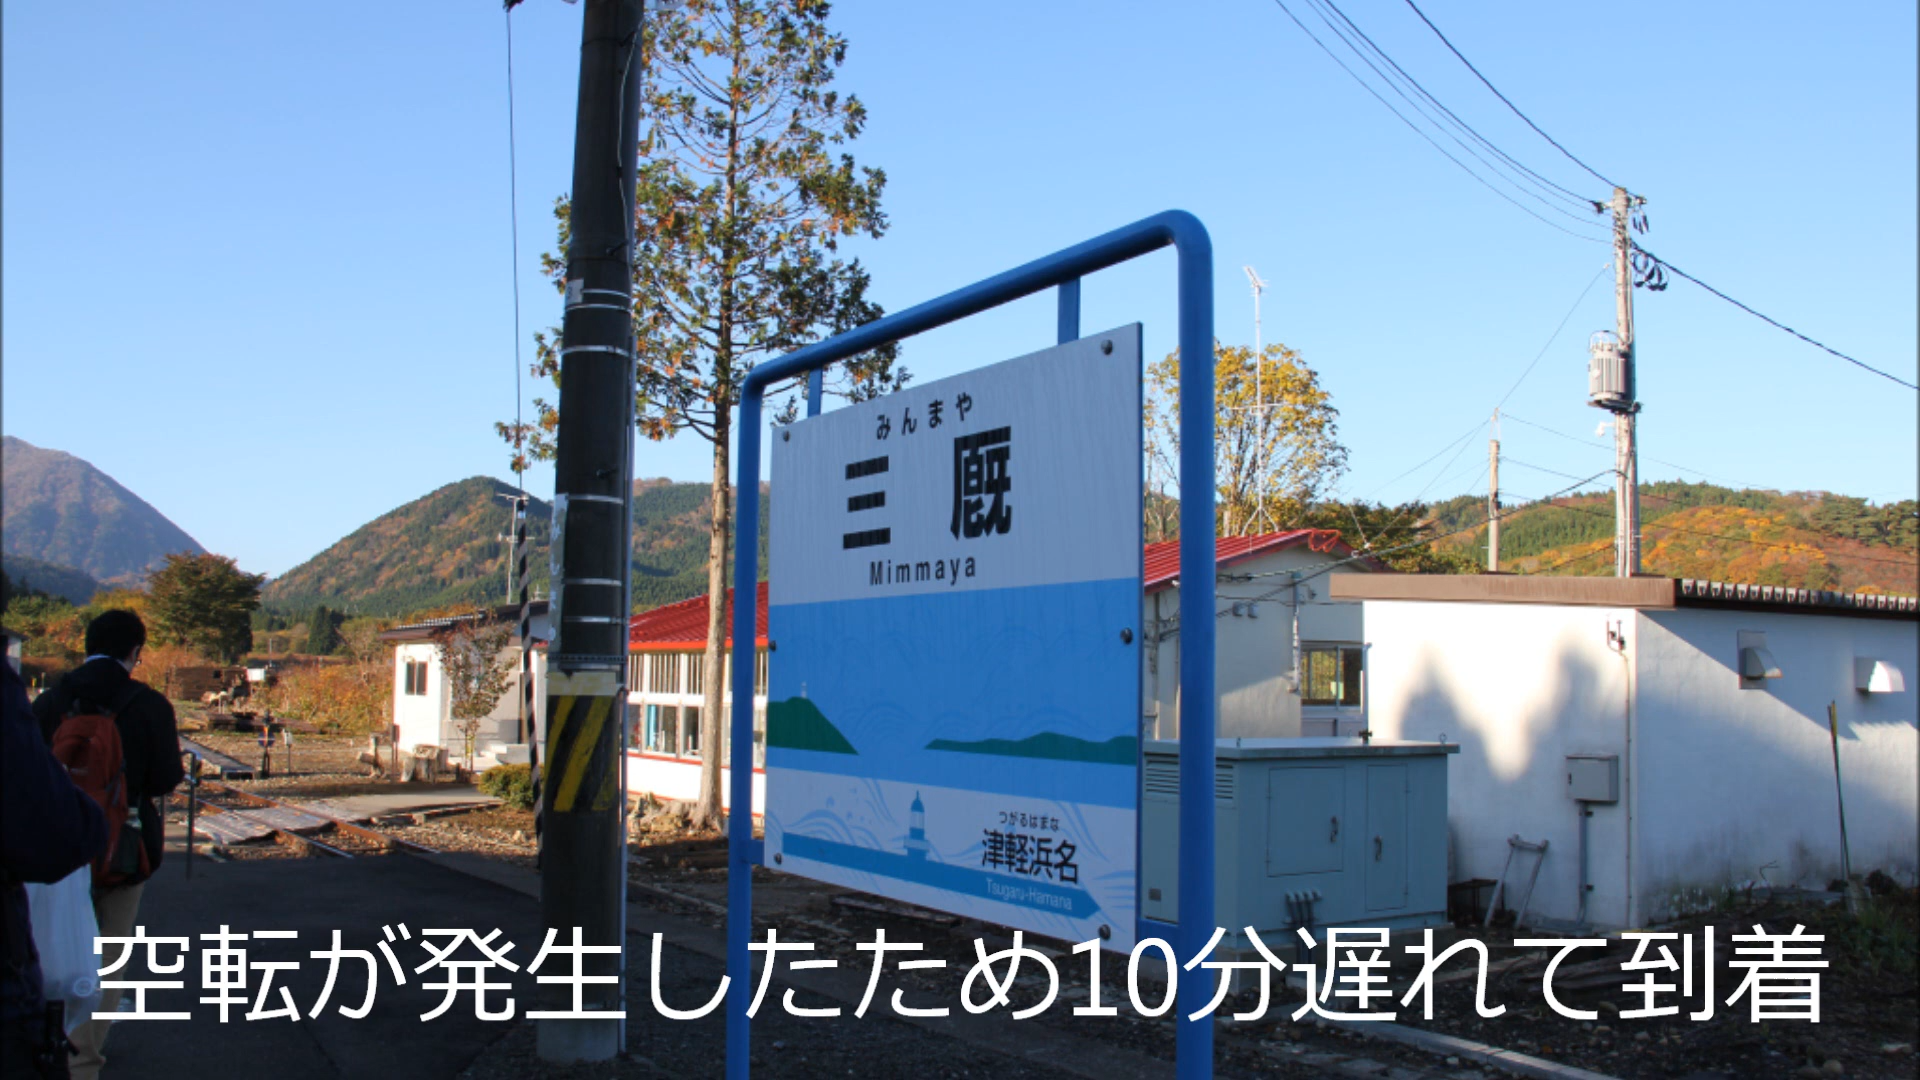 みんまや
三厩
Mimmaya
つがるはまな
津軽浜名
Tsugaru-Hamana
空転が発生したため10分遅れて到着